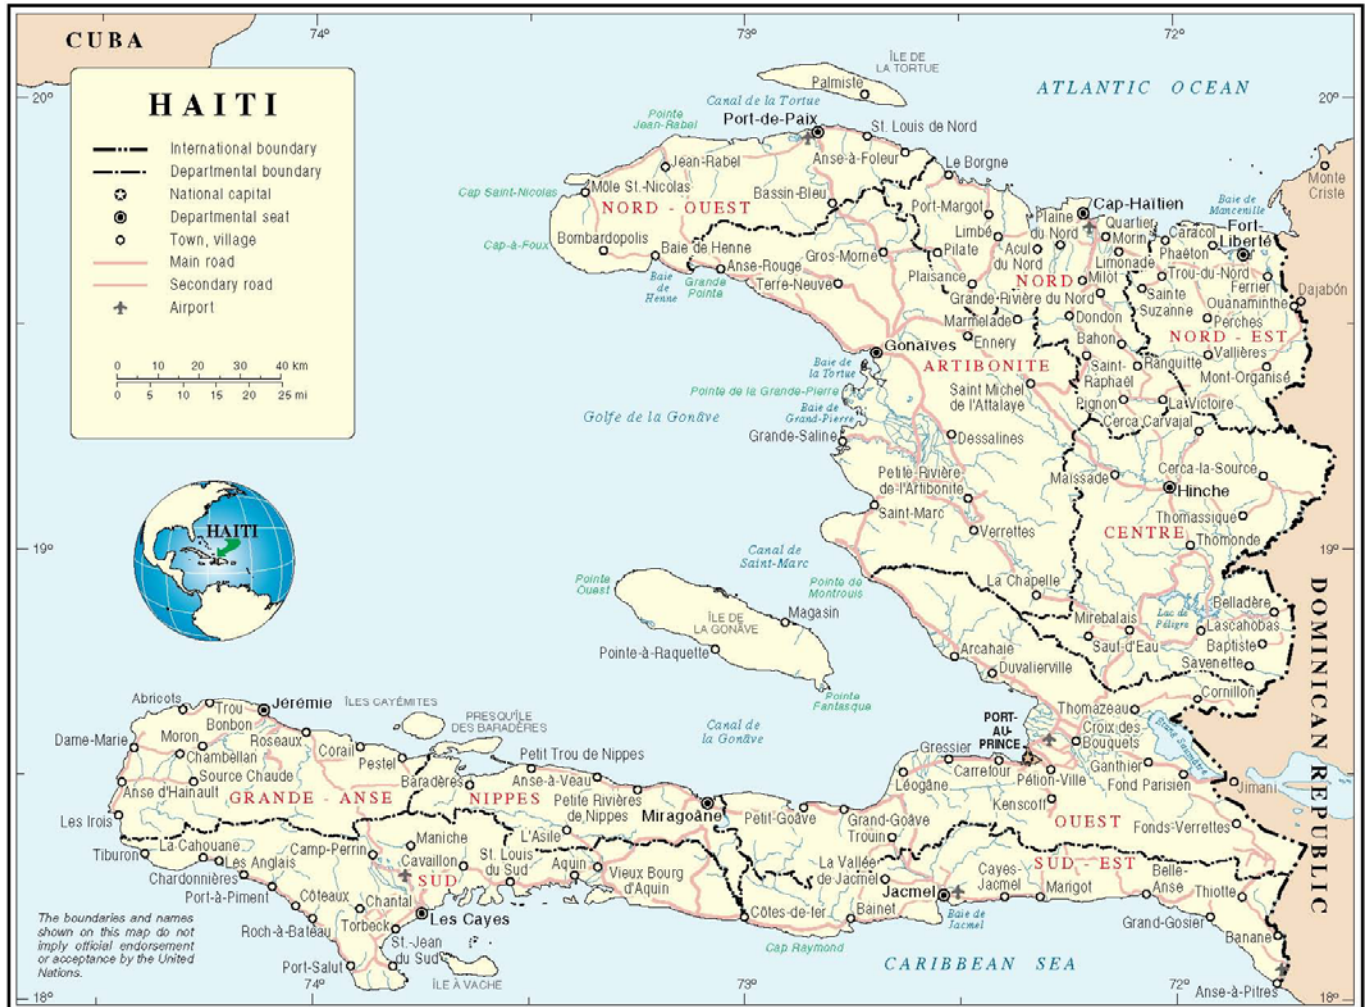 CUBA
74°
73°
72°
20°
20°
HAITI
International boundary
Departmental boundary
National capital
Departmental seat
Town, village
Main road
Secondary road
Airport
0 10 20 30 40 km
0 5 10 15 20 25 mi
ÎLE DE
LA TORTUE
Palmiste
ATLANTIC OCEAN
Canal de la Tortue
Pointe
Jean-Rabel
Port-de-Paix
St. Louis de Nord
Jean-Rabel
Anse-à-Foleur
Le Borgne
Monte
Criste
Cap Saint-Nicolas
Môle St.-Nicolas
Bassin-Bleu
NORD - OUEST
Port-Margot
Cap-Haïtien
Baie de
Mancenille
Plaine
du Nord
Quartier
Morin
Caracol
Fort-
Liberté
Limbé
Cap-à-Foux
Bombardopolis
Baie de Henne
Gros-Morne
Pilate
Acul
du Nord
Limonade
Phaëton
Anse-Rouge
Plaisance
NORD
Milót
Trou-du-Nord
Baie
de
Henne
Grande
Pointe
Terre-Neuve
Grande Rivière du Nord
Sainte
Suzanne
Ferrier
Ouanaminthe
Dajabón
Marmelade
Dondon
Perches
NORD - EST
Gonaïves
Ennery
Bahon
Vallières
Baie de
la Tortue
ARTIBONITE
Saint-
Raphaël
Ranguitte
Mont-Organisé
Pointe de la Grande-Pierre
Saint Michel
de l'Attalaye
Pignon
La Victoire
Golfe de la Gonâve
Baie de
Grand-Pierre
Cerca Carvajal
Grande-Saline
Dessalines
Petite-Rivière
de l'Artibonite
Maïssade
Cerca-la-Source
Hinche
Saint-Marc
Thomassique
HAITI
Verrettes
CENTRE
Thomonde
19°
19°
Canal de
Saint-Marc
Pointe
Ouest
Pointe de
Montrouis
La Chapelle
Belladère
ÎLE DE
LA GONÂVE
Magasin
Mirebalais
Lac de
Péligre
Lascahobas
Pointe-à-Raquette
Arcahaie
Saut-d'Eau
Baptiste
Duvalierville
Savenette
Pointe
Fantasque
Cornillon
DOMINICAN REPUBLIC
Abricots
Jérémie
ÎLES CAYÉMITES
Trou
Bonbon
PRESQU'ÎLE
DES BARADÈRES
Canal de
la Gonâve
PORT-
AU-
PRINCE
Thomazeau
Etang Saumâtre
Croix des
Bouquets
Dame-Marie
Moron
Roseaux
Corail
Petit Trou de Nippes
Gressier
Chambellan
Pestel
Carrefour
Ganthier
Source Chaude
Baradères
Anse-à-Veau
Léogâne
Pélion-Ville
Fond Parisien
Jimani
Anse d'Hainault
GRANDE - ANSE
NIPPES
Petite Rivières
de Nippes
Miragoâne
Kenscoff
Les Irois
Petit-Goâve
Grand-Goâve
OUEST
Fonds-Verrettes
Trouin
Tiburon
La Cahouane
Les Anglais
Camp-Perrin
Maniche
L'Asile
Cavaillon
St. Louis
du Sud
Aquin
La Vallée
de Jacmel
SUD - EST
Chardonnières
SUD
Vieux Bourg
d'Aquin
Cayes-
Jacmel
Belle-
Anse
Port-à-Piment
Côteaux
Chantal
Jacmel
Marigot
Thiotte
Les Cayes
Côtes-de-fer
Bainet
Roch-à-Bateau
Torbeck
Baie de
Jacmel
Grand-Gosier
Banane
St.-Jean
du Sud
Cap Raymond
Port-Salut
ÎLE À VACHE
CARIBBEAN SEA
Anse-à-Pitres
The boundaries and names
shown on this map do not
imply official endorsement
or acceptance by the United
Nations.
18°
74°
73°
72°
18°